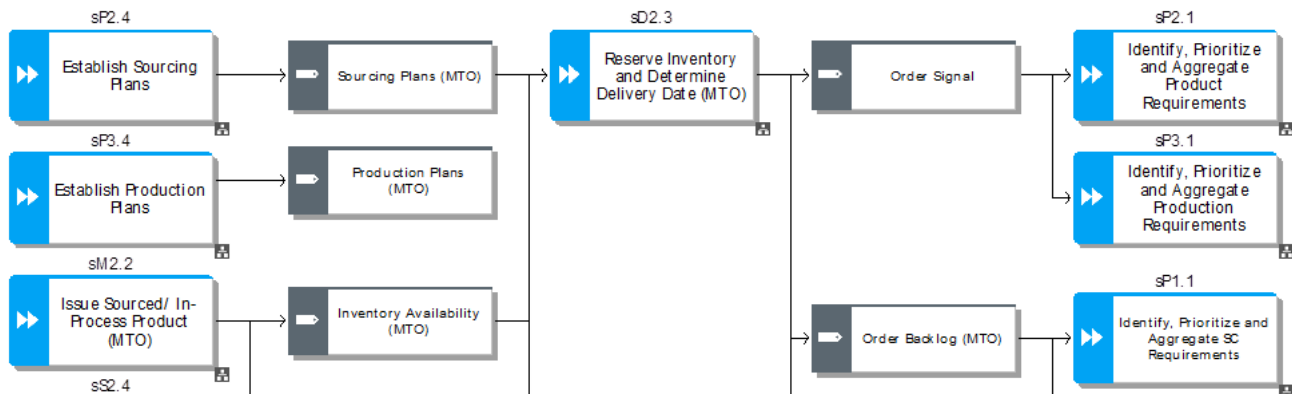 sP2.4
Establish Sourcing
Plans
Sourcing Plans (MTO)
sD2.3
Reserve Inventory
and Determine
Delivery Date (MTO)
Order Signal
sP2.1
Identify, Prioritize
and Aggregate
Product
Requirements
sP3.4
Establish Production
Plans
Production Plans
(MTO)
sP3.1
Identify, Prioritize
and Aggregate
Production
Requirements
sM2.2
Issue Sourced/ In-
Process Product
(MTO)
Inventory Availability
(MTO)
Order Backlog (MTO)
sP1.1
Identify, Prioritize and
Aggregate SC
Requirements
sS2.4